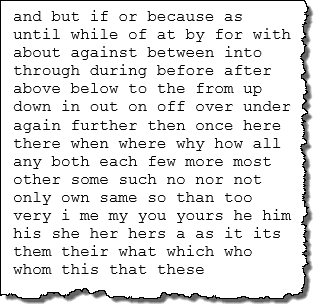 and but if or because as
until while of at by for with
about against between into
through during before after
above below to the from up
down in out on off over under
again further then once here
there when where why how all
any both each few more most
other some such no nor not
only own same so than too
very i me my you yours he him
his she her hers a as it its
them their what which who
whom this that these